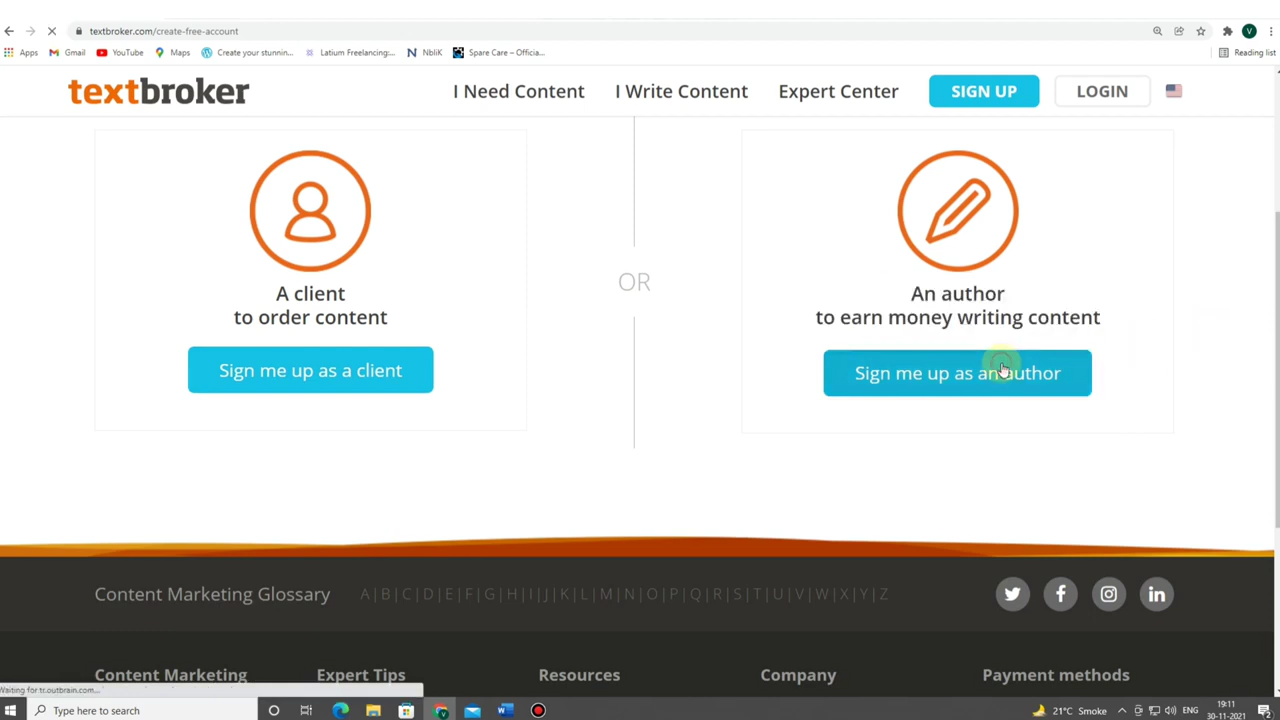 textbroker.com/create-free-account
V
Apps
Gmail
YouTube
Maps
Create your stunnin...
Latium Freelancing:...
NbliK
Spare Care – Officia...
Reading list
textbroker
I Need Content
I Write Content
Expert Center
SIGN UP
LOGIN
A client
to order content
Sign me up as a client
OR
An author
to earn money writing content
Sign me up as an author
Content Marketing Glossary
A|B|C|D|E|F|G|H|I|J|K|L|M|N|O|P|Q|R|S|T|U|V|W|X|Y|Z
Content Marketing
Expert Tips
Resources
Company
Payment methods
Waiting for tr.outbrain.com...
Type here to search
21°C Smoke
ENG
19:11
30-11-2021
2